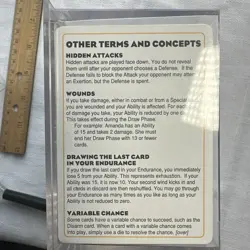 OTHER TERMS AND CONCEPTS
HIDDEN ATTACKS
Hidden attacks are played face down. You do not reveal
them until after your opponent chooses a Defense. If the
Defense fails to block the Attack your opponent may alter
an Exertion, but the Defense is spent.
WOUNDS
If you take damage, either in combat or from a Special
you are wounded and your Ability is affected. For each
of damage you take, your Ability is reduced by one
This takes effect during the Draw Phase.
For example: Amanda has an Ability
of 15 and takes 2 damage. She must
end her Draw Phase with 13 or fewer
cards.
DRAWING THE LAST CARD
IN YOUR ENDURANCE
If you draw the last card in your Endurance, you immediately
lose 5 from your Ability. This represents exhaustion. If your
Ability was 15, it is now 10. Your second wind kicks in and
all cards in discard are then reshuffled. You may go through
your Endurance as many times as you like as long as your
Ability is not reduced to 0 or below.
VARIABLE CHANCE
Some cards have a variable chance to succeed, such as the
Disarm card. When a card with a variable chance comes
into play, simply use a die to resolve the chance. [over]